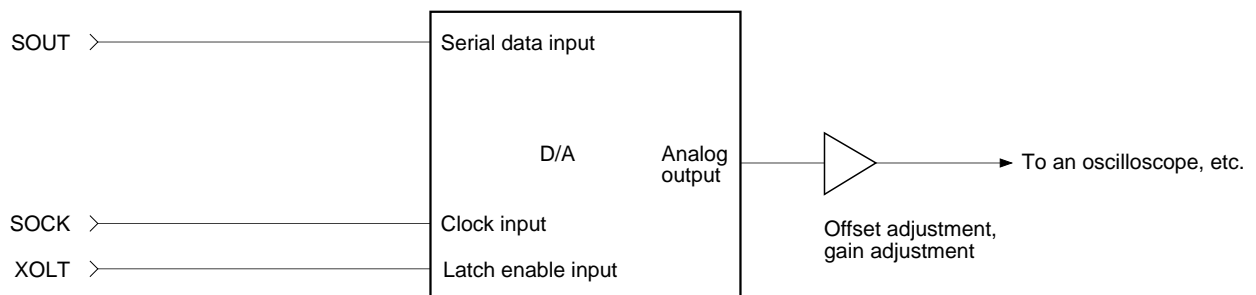 SOUT
Serial data input
D/A
Analog
output
To an oscilloscope, etc.
SOCK
Clock input
Offset adjustment,
gain adjustment
XOLT
Latch enable input